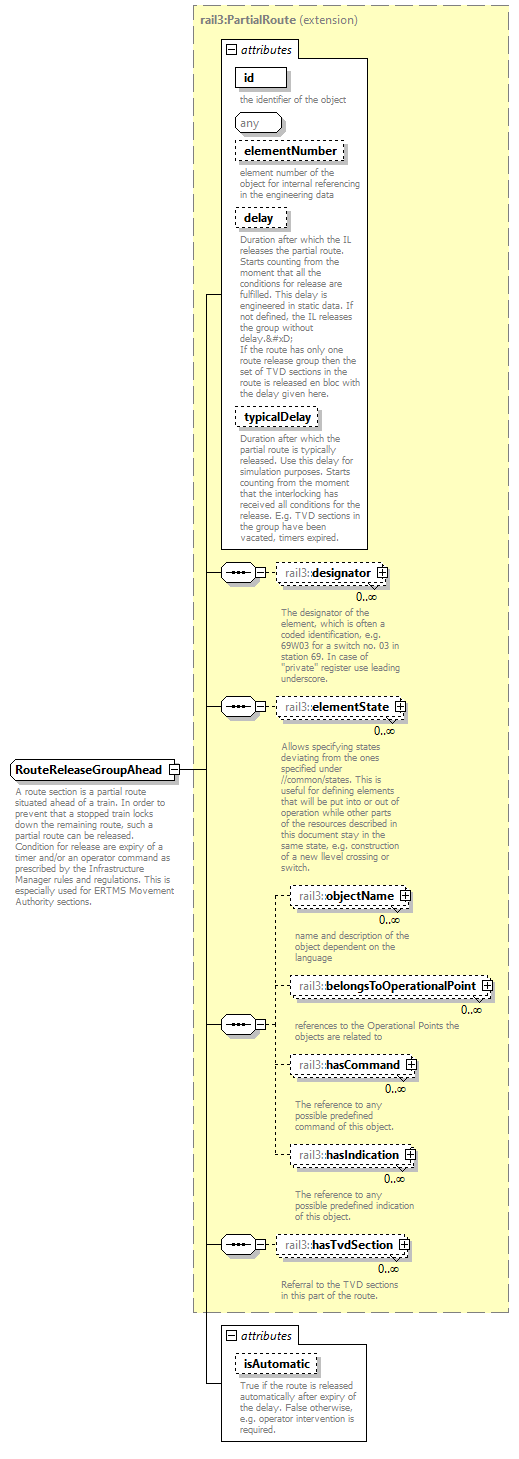 rail3:PartialRoute (extension)
attributes
id
the identifier of the object
any
elementNumber
element number of the
object for internal referencing
in the engineering data
delay
Duration after which the IL
releases the partial route.
Starts counting from the
moment that all the
conditions for release are
fulfilled. This delay is
engineered in static data. If
not defined, the IL releases
the group without
delay.&#xD;
If the route has only one
route release group then the
set of TVD sections in the
route is released en bloc with
the delay given here.
typicalDelay
Duration after which the
partial route is typically
released. Use this delay for
simulation purposes. Starts
counting from the moment
that the interlocking has
received all conditions for the
release. E.g. TVD sections in
the group have been
vacated, timers expired.
rail3:designator
0..∞
The designator of the
element, which is often a
coded identification, e.g.
69W03 for a switch no. 03 in
station 69. In case of
"private" register use leading
underscore.
rail3:elementState
0..∞
Allows specifying states
deviating from the ones
specified under
//common/states. This is
useful for defining elements
that will be put into or out of
operation while other parts
of the resources described in
this document stay in the
same state, e.g. construction
of a new llevel crossing or
switch.
RouteReleaseGroupAhead
A route section is a partial route
situated ahead of a train. In order to
prevent that a stopped train locks
down the remaining route, such a
partial route can be released.
Condition for release are expiry of a
timer and/or an operator command as
prescribed by the Infrastructure
Manager rules and regulations. This is
especially used for ERTMS Movement
Authority sections.
rail3:objectName
0..∞
name and description of the
object dependent on the
language
rail3:belongsToOperationalPoint
0..∞
references to the Operational Points the
objects are related to
rail3:hasCommand
0..∞
The reference to any
possible predefined
command of this object.
rail3:hasIndication
0..∞
The reference to any
possible predefined indication
of this object.
rail3:hasTvdSection
0..∞
Referral to the TVD sections
in this part of the route.
attributes
isAutomatic
True if the route is released
automatically after expiry of
the delay. False otherwise,
e.g. operator intervention is
required.